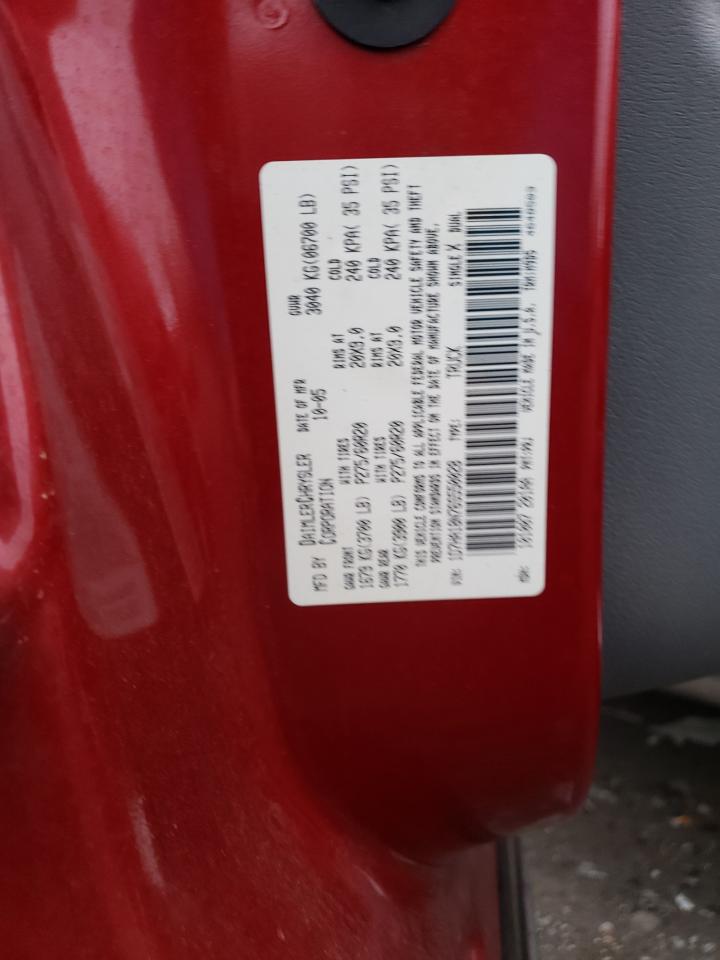 MFD BY DAIMLERCHRYSLER CORPORATION
DATE OF MFR 10-05
GVWR 3040 KG(06700 LB)
GAWR FRONT WITH TIRES RIMS AT COLD
1679 KG(3700 LB) P275/60R20 20X9.0 240 KPA( 35 PSI)
GAWR REAR WITH TIRES RIMS AT COLD
1770 KG(3900 LB) P275/60R20 20X9.0 240 KPA( 35 PSI)
THIS VEHICLE CONFORMS TO ALL APPLICABLE FEDERAL MOTOR VEHICLE SAFETY AND THEFT
PREVENTION STANDARDS IN EFFECT ON THE DATE OF MANUFACTURE SHOWN ABOVE.
VIN: TYPE: TRUCK SINGLE X DUAL
MDH: VEHICLE MADE IN U.S.A.